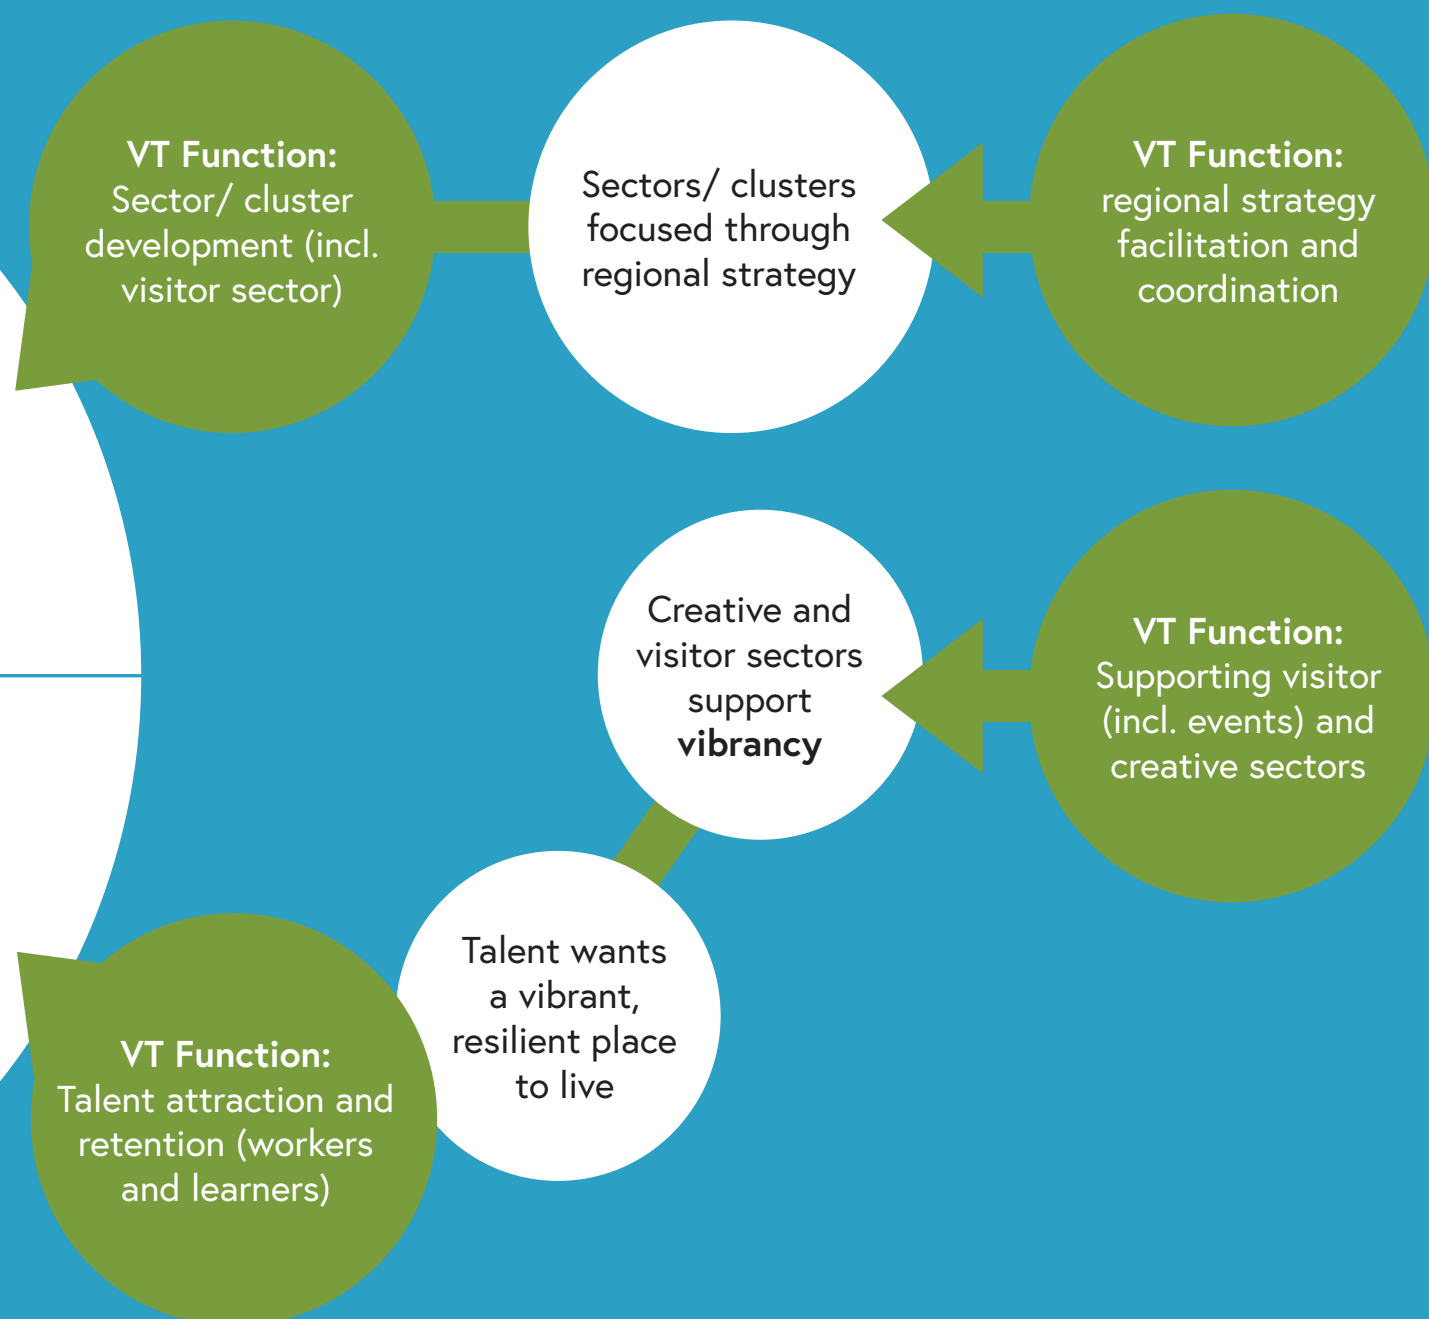 VT Function:
Sector/ cluster
development (incl.
visitor sector)
Sectors/ clusters
focused through
regional strategy
VT Function:
regional strategy
facilitation and
coordination
Creative and
visitor sectors
support
vibrancy
VT Function:
Supporting visitor
(incl. events) and
creative sectors
Talent wants
a vibrant,
resilient place
to live
VT Function:
Talent attraction and
retention (workers
and learners)